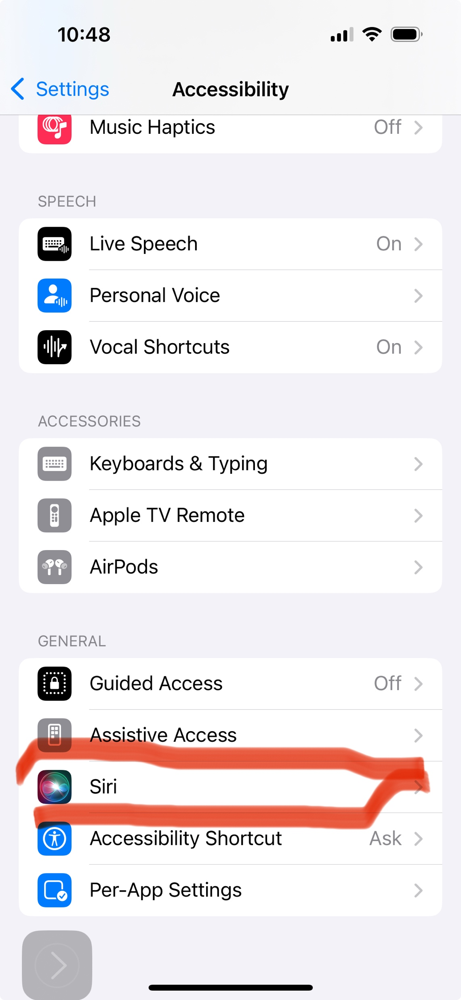 10:48
Settings
Accessibility
Music Haptics Off
SPEECH
Live Speech On
Personal Voice
Vocal Shortcuts On
ACCESSORIES
Keyboards & Typing
Apple TV Remote
AirPods
GENERAL
Guided Access Off
Assistive Access
Siri
Accessibility Shortcut Ask
Per-App Settings